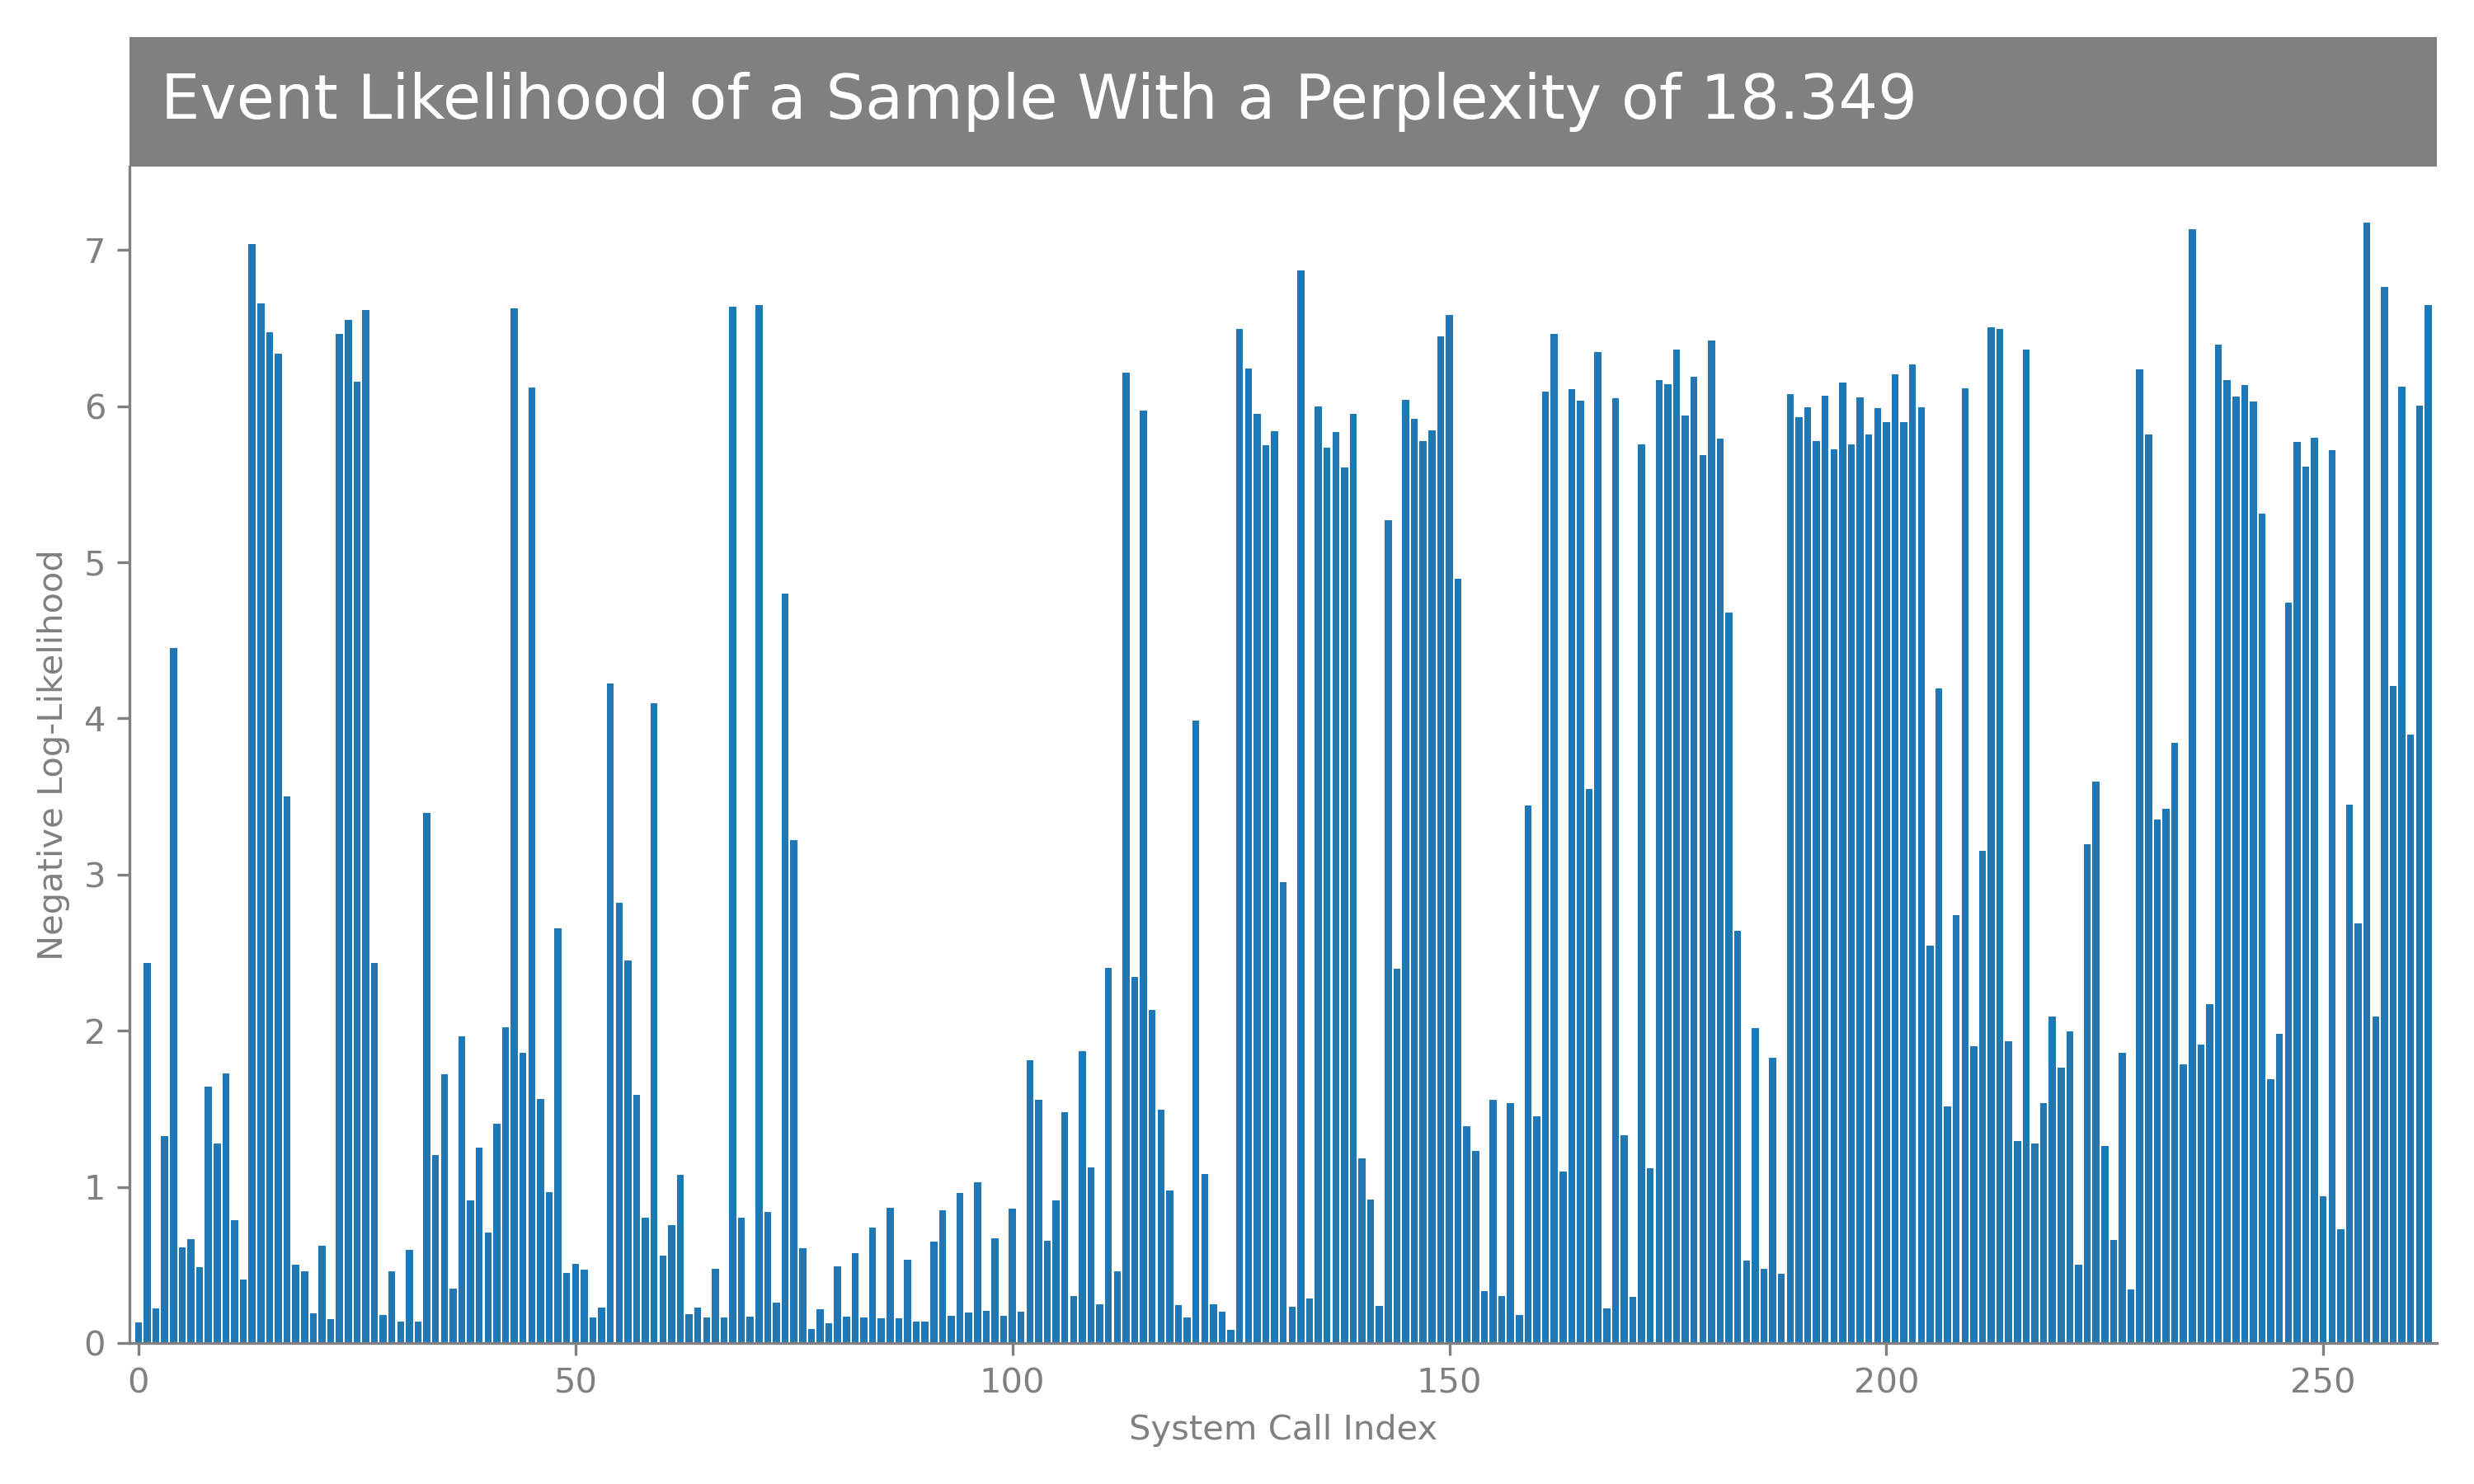 Event Likelihood of a Sample With a Perplexity of 18.349
7
6
5
4
3
2
1
0
Negative Log-Likelihood
0 50 100 150 200 250
System Call Index